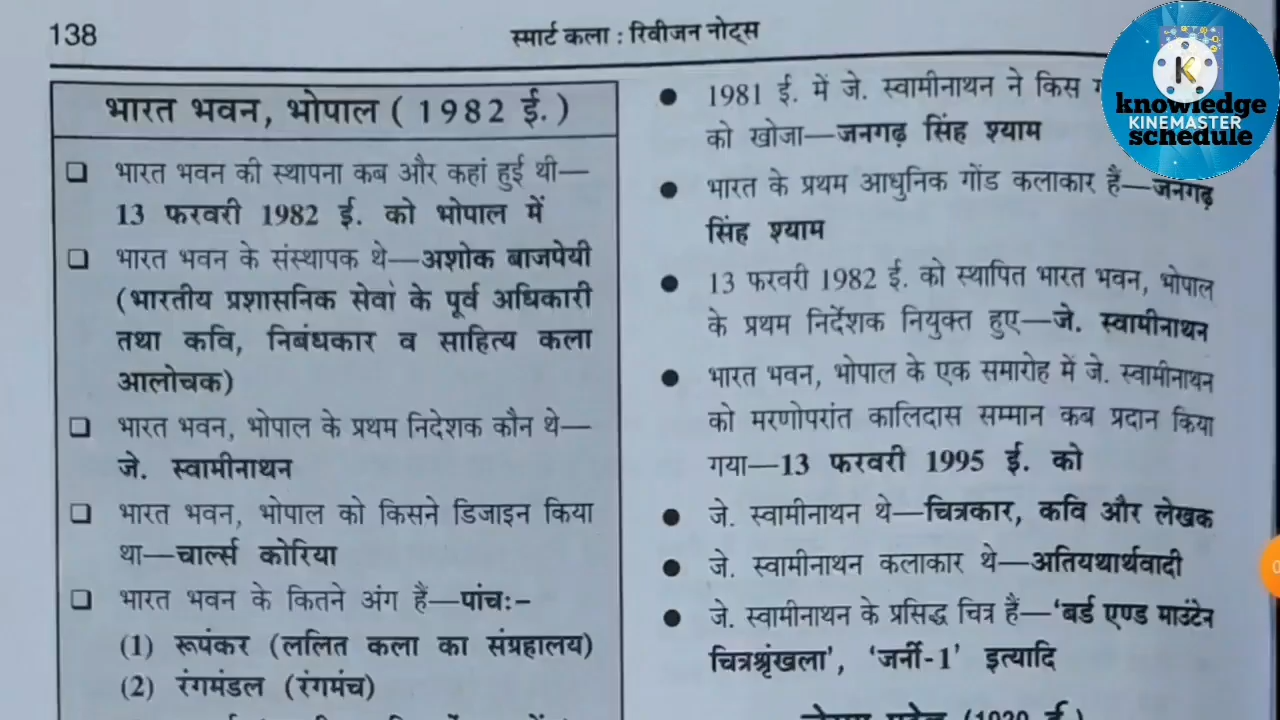 138
स्मार्ट कला : रिवीजन नोट्स
भारत भवन, भोपाल ( 1982 ई. )
❑ भारत भवन की स्थापना कब और कहां हुई थी—
13 फरवरी 1982 ई. को भोपाल में
❑ भारत भवन के संस्थापक थे—अशोक बाजपेयी
(भारतीय प्रशासनिक सेवा के पूर्व अधिकारी
तथा कवि, निबंधकार व साहित्य कला
आलोचक)
❑ भारत भवन, भोपाल के प्रथम निदेशक कौन थे—
जे. स्वामीनाथन
❑ भारत भवन, भोपाल को किसने डिजाइन किया
था—चार्ल्स कोरिया
❑ भारत भवन के कितने अंग हैं—पांचः-
(1) रूपंकर (ललित कला का संग्रहालय)
(2) रंगमंडल (रंगमंच)
● 1981 ई. में जे. स्वामीनाथन ने किस
को खोजा—जनगढ़ सिंह श्याम
● भारत के प्रथम आधुनिक गोंड कलाकार हैं—जनगढ़
सिंह श्याम
● 13 फरवरी 1982 ई. को स्थापित भारत भवन, भोपाल
के प्रथम निर्देशक नियुक्त हुए—जे. स्वामीनाथन
● भारत भवन, भोपाल के एक समारोह में जे. स्वामीनाथन
को मरणोपरांत कालिदास सम्मान कब प्रदान किया
गया—13 फरवरी 1995 ई. को
● जे. स्वामीनाथन थे—चित्रकार, कवि और लेखक
● जे. स्वामीनाथन कलाकार थे—अतियथार्थवादी
● जे. स्वामीनाथन के प्रसिद्ध चित्र हैं—‘बर्ड एण्ड माउंटेन
चित्रश्रृंखला’, ‘जर्नी-1’ इत्यादि
K
knowledge
KINEMASTER
schedule